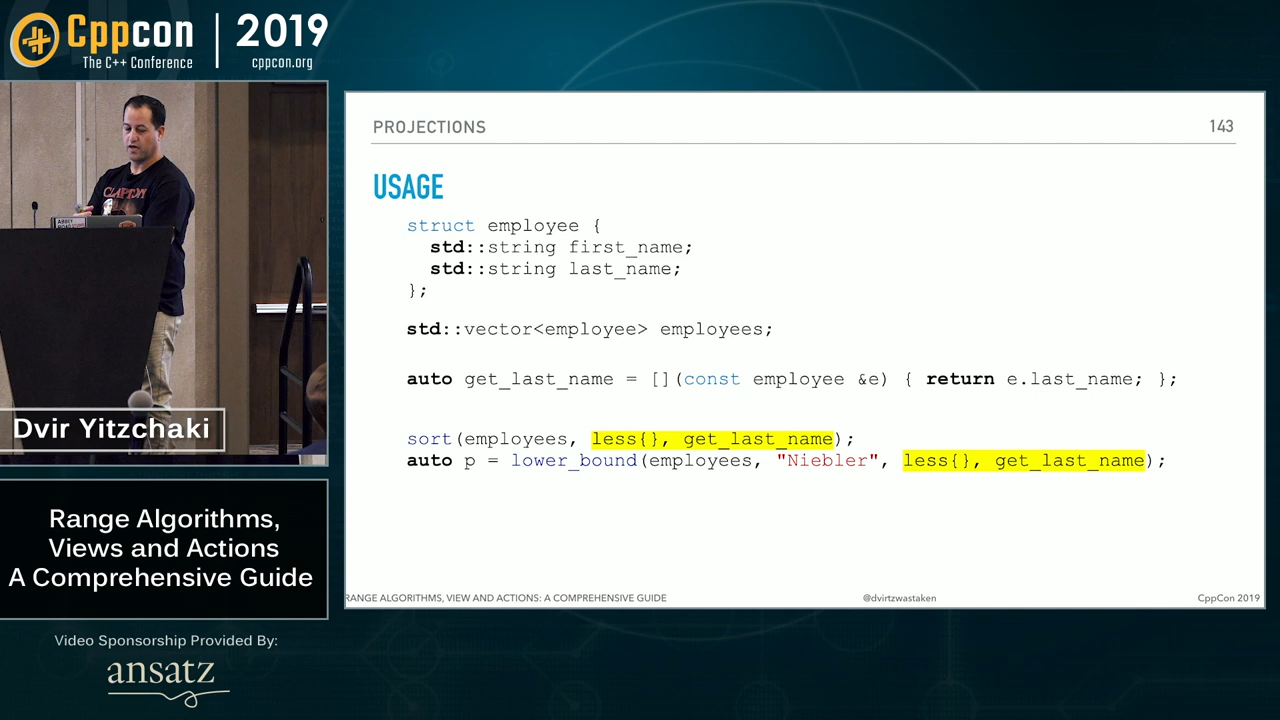 Cppcon | 2019
The C++ Conference
cppcon.org
CLAPTON
ABBEY
Dvir Yitzchaki
Range Algorithms,
Views and Actions
A Comprehensive Guide
Video Sponsorship Provided By:
ansatz
PROJECTIONS
143
USAGE
struct employee {
std::string first_name;
std::string last_name;
};
std::vector<employee> employees;
auto get_last_name = [](const employee &e) { return e.last_name; };
sort(employees, less{}, get_last_name);
auto p = lower_bound(employees, "Niebler", less{}, get_last_name);
RANGE ALGORITHMS, VIEW AND ACTIONS: A COMPREHENSIVE GUIDE
@dvirtzwastaken
CppCon 2019